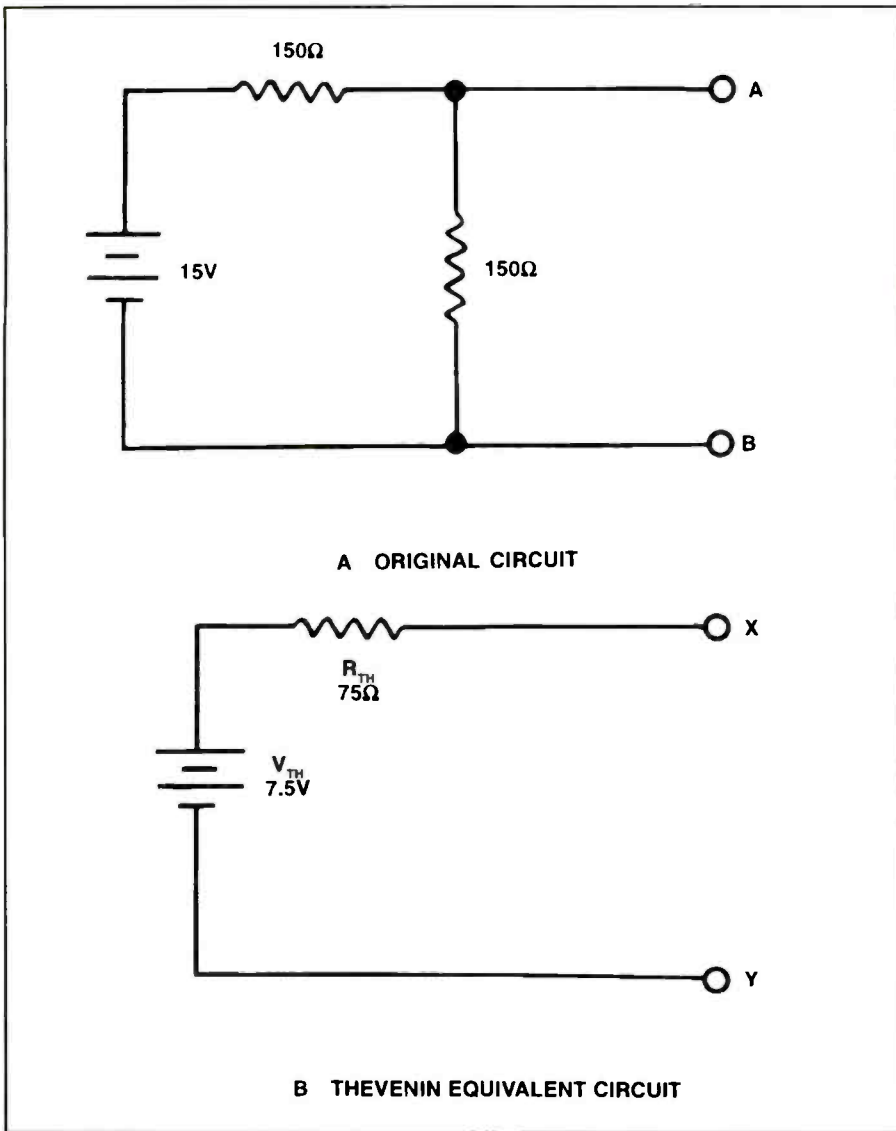 150Ω
A
15V
150Ω
B
A ORIGINAL CIRCUIT
X
R_TH
75Ω
V_TH
7.5V
Y
B THEVENIN EQUIVALENT CIRCUIT